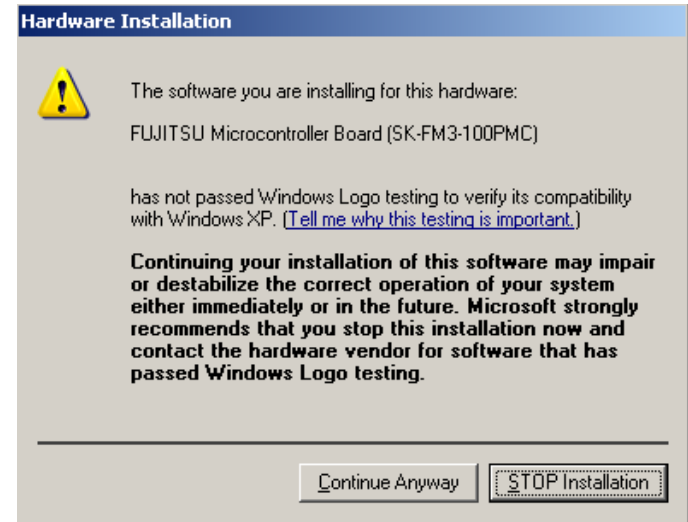 Hardware Installation
The software you are installing for this hardware:
FUJITSU Microcontroller Board (SK-FM3-100PMC)
has not passed Windows Logo testing to verify its compatibility
with Windows XP. (Tell me why this testing is important.)
Continuing your installation of this software may impair
or destabilize the correct operation of your system
either immediately or in the future. Microsoft strongly
recommends that you stop this installation now and
contact the hardware vendor for software that has
passed Windows Logo testing.
Continue Anyway STOP Installation